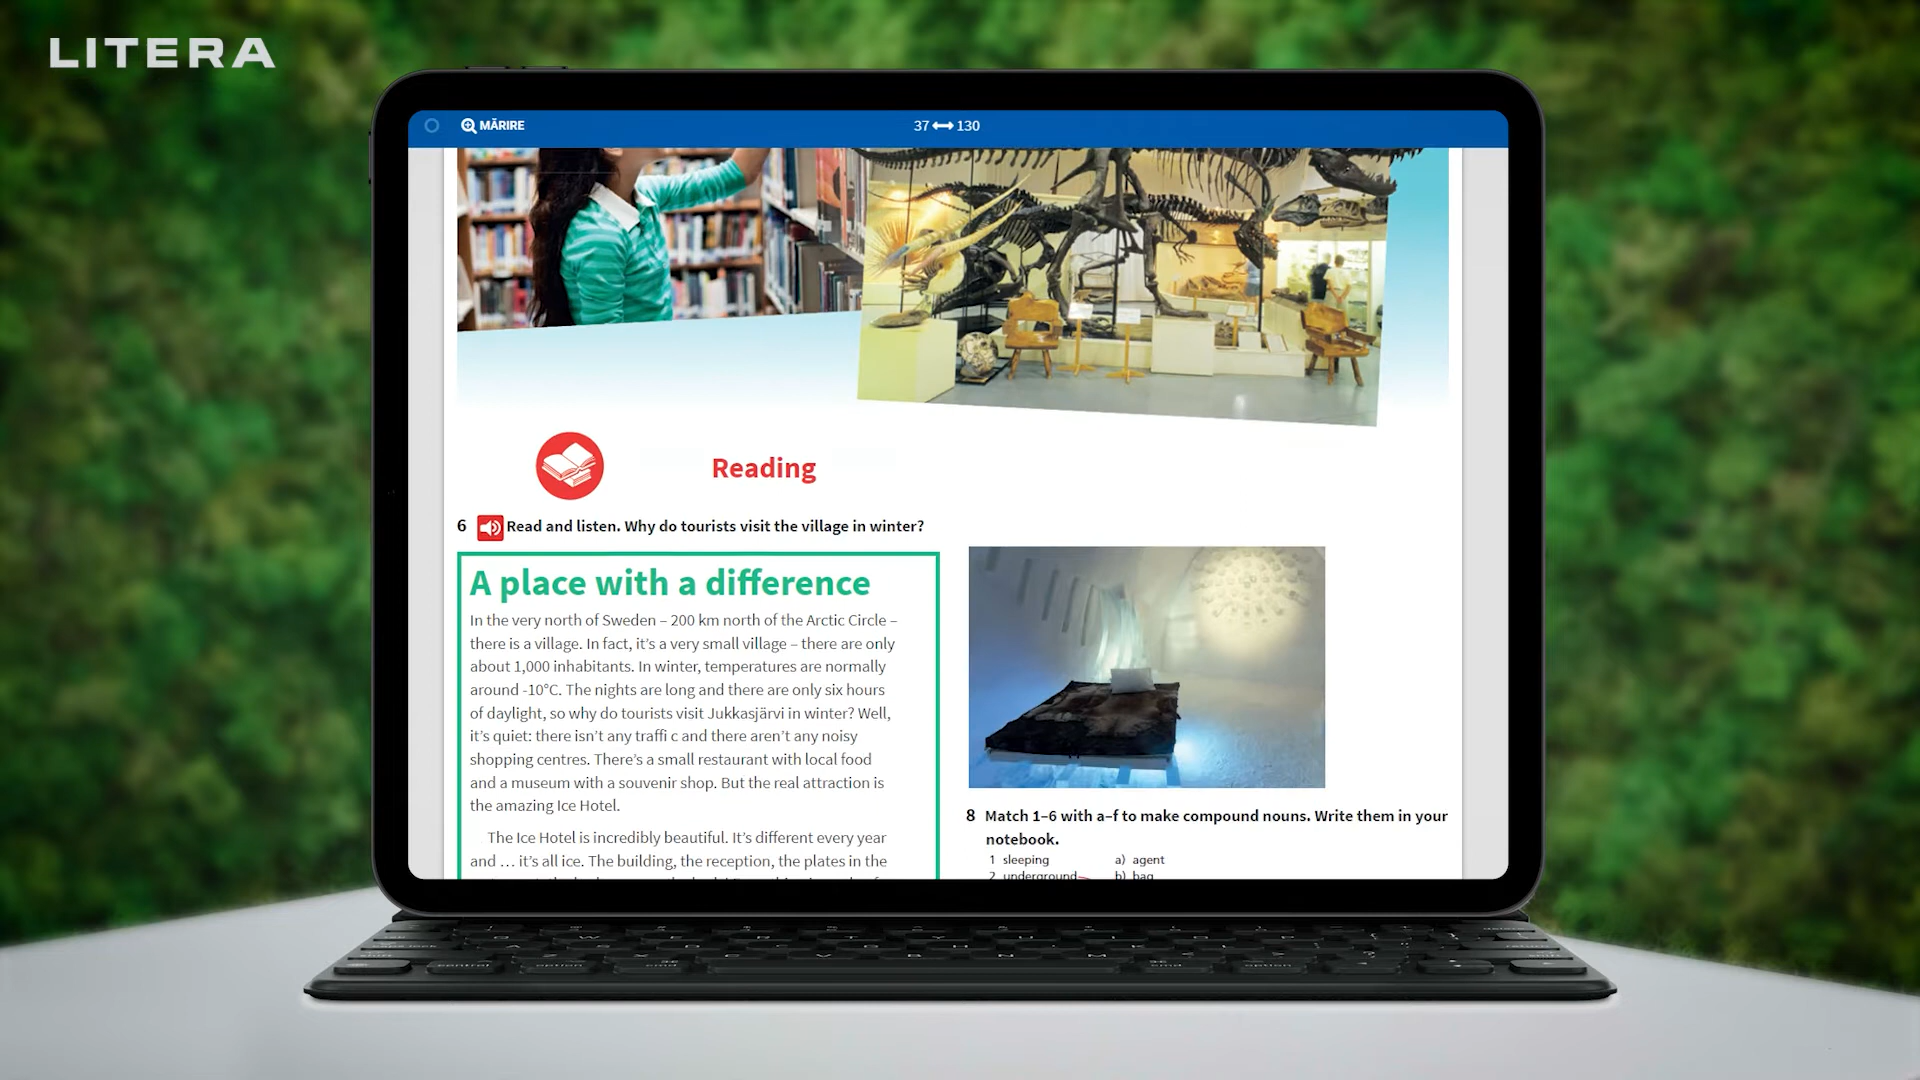 LITERA
MĂRIRE
37 ↔ 130
Reading
6 Read and listen. Why do tourists visit the village in winter?
A place with a difference
In the very north of Sweden – 200 km north of the Arctic Circle –
there is a village. In fact, it’s a very small village – there are only
about 1,000 inhabitants. In winter, temperatures are normally
around -10°C. The nights are long and there are only six hours
of daylight, so why do tourists visit Jukkasjärvi in winter? Well,
it’s quiet: there isn’t any traffi c and there aren’t any noisy
shopping centres. There’s a small restaurant with local food
and a museum with a souvenir shop. But the real attraction is
the amazing Ice Hotel.
The Ice Hotel is incredibly beautiful. It’s different every year
and … it’s all ice. The building, the reception, the plates in the
8 Match 1–6 with a–f to make compound nouns. Write them in your
notebook.
1 sleeping a) agent
2 underground b) bag